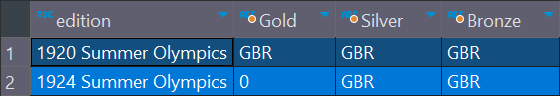 edition Gold Silver Bronze
1 1920 Summer Olympics GBR GBR GBR
2 1924 Summer Olympics 0 GBR GBR